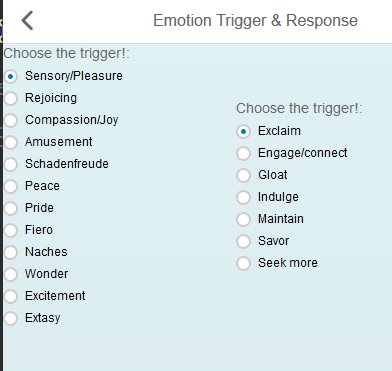 Emotion Trigger & Response
Choose the trigger!:
Sensory/Pleasure
Rejoicing
Compassion/Joy
Amusement
Schadenfreude
Peace
Pride
Fiero
Naches
Wonder
Excitement
Extasy
Choose the trigger!:
Exclaim
Engage/connect
Gloat
Indulge
Maintain
Savor
Seek more